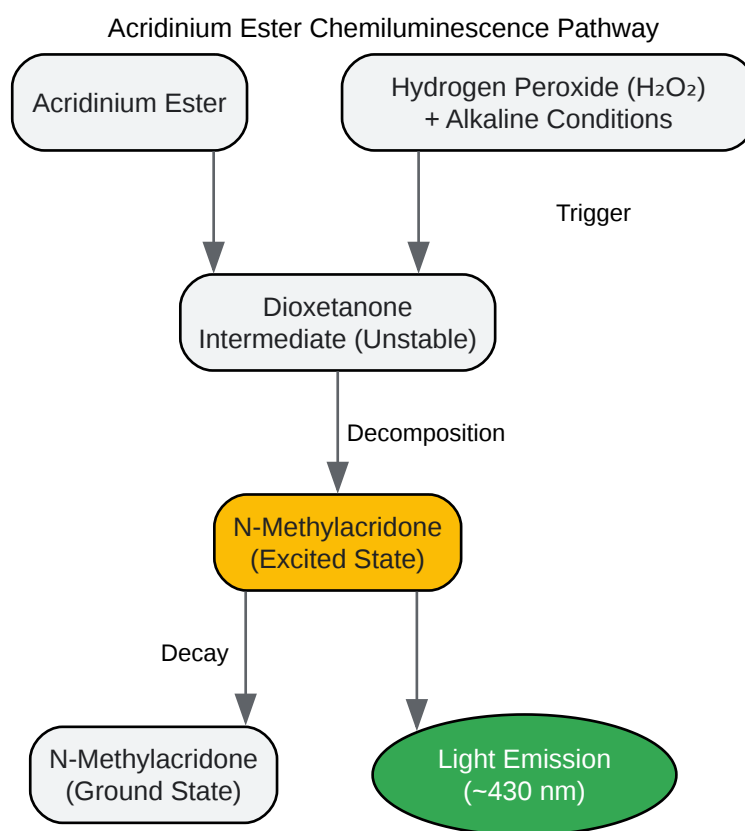 Acridinium Ester Chemiluminescence Pathway
Acridinium Ester
Hydrogen Peroxide (H₂O₂)
+ Alkaline Conditions
Trigger
Dioxetanone
Intermediate (Unstable)
Decomposition
N-Methylacridone
(Excited State)
Decay
N-Methylacridone
(Ground State)
Light Emission
(~430 nm)